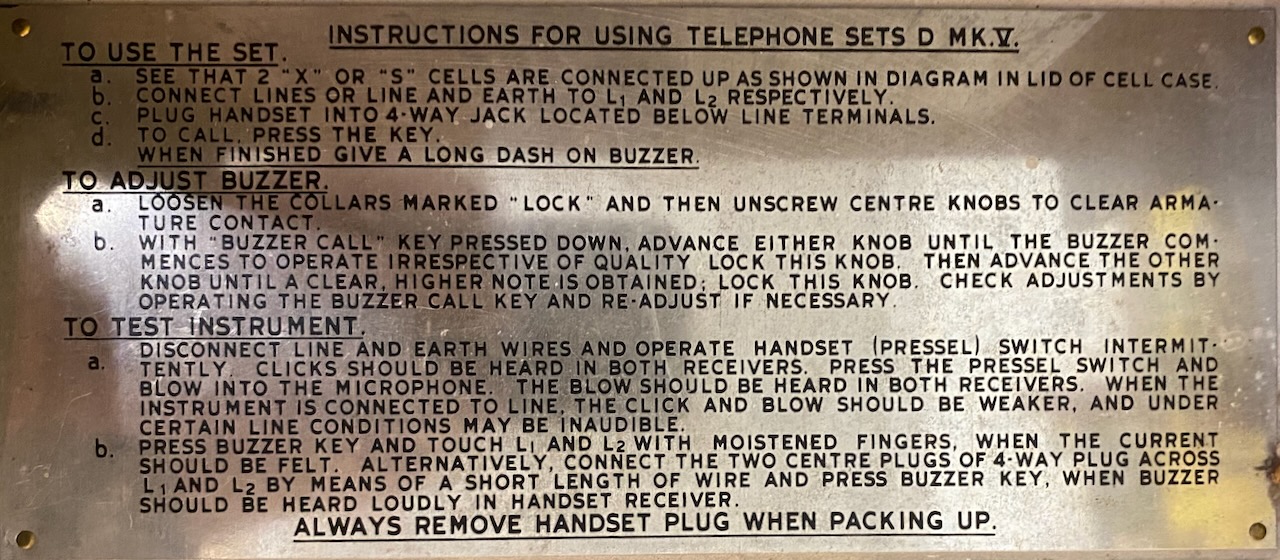 INSTRUCTIONS FOR USING TELEPHONE SETS D MK.V.
TO USE THE SET.
a. SEE THAT 2 "X" OR "S" CELLS ARE CONNECTED UP AS SHOWN IN DIAGRAM IN LID OF CELL CASE.
b. CONNECT LINES OR LINE AND EARTH TO L1 AND L2 RESPECTIVELY.
c. PLUG HANDSET INTO 4-WAY JACK LOCATED BELOW LINE TERMINALS.
d. TO CALL, PRESS THE KEY.
WHEN FINISHED GIVE A LONG DASH ON BUZZER.
TO ADJUST BUZZER.
a. LOOSEN THE COLLARS MARKED "LOCK" AND THEN UNSCREW CENTRE KNOBS TO CLEAR ARMA-
TURE CONTACT.
b. WITH "BUZZER CALL" KEY PRESSED DOWN, ADVANCE EITHER KNOB UNTIL THE BUZZER COM-
MENCES TO OPERATE IRRESPECTIVE OF QUALITY LOCK THIS KNOB. THEN ADVANCE THE OTHER
KNOB UNTIL A CLEAR, HIGHER NOTE IS OBTAINED; LOCK THIS KNOB. CHECK ADJUSTMENTS BY
OPERATING THE BUZZER CALL KEY AND RE-ADJUST IF NECESSARY.
TO TEST INSTRUMENT.
a. DISCONNECT LINE AND EARTH WIRES AND OPERATE HANDSET (PRESSEL) SWITCH INTERMIT-
TENTLY. CLICKS SHOULD BE HEARD IN BOTH RECEIVERS. PRESS THE PRESSEL SWITCH AND
BLOW INTO THE MICROPHONE. THE BLOW SHOULD BE HEARD IN BOTH RECEIVERS. WHEN THE
INSTRUMENT IS CONNECTED TO LINE, THE CLICK AND BLOW SHOULD BE WEAKER, AND UNDER
CERTAIN LINE CONDITIONS MAY BE INAUDIBLE.
b. PRESS BUZZER KEY AND TOUCH L1 AND L2 WITH MOISTENED FINGERS, WHEN THE CURRENT
SHOULD BE FELT. ALTERNATIVELY, CONNECT THE TWO CENTRE PLUGS OF 4-WAY PLUG ACROSS
L1 AND L2 BY MEANS OF A SHORT LENGTH OF WIRE AND PRESS BUZZER KEY, WHEN BUZZER
SHOULD BE HEARD LOUDLY IN HANDSET RECEIVER.
ALWAYS REMOVE HANDSET PLUG WHEN PACKING UP.